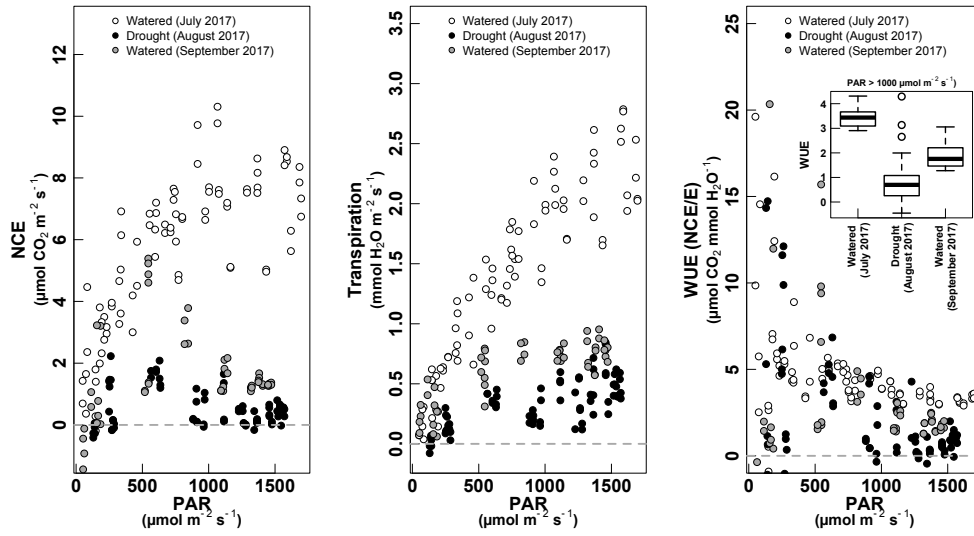 Watered (July 2017)
Drought (August 2017)
Watered (September 2017)
NCE
(µmol CO₂ m⁻² s⁻¹)
0 2 4 6 8 10 12
0 500 1000 1500
PAR
(µmol m⁻² s⁻¹)
Watered (July 2017)
Drought (August 2017)
Watered (September 2017)
Transpiration
(mmol H₂O m⁻² s⁻¹)
0.0 0.5 1.0 1.5 2.0 2.5 3.0 3.5
0 500 1000 1500
PAR
(µmol m⁻² s⁻¹)
Watered (July 2017)
Drought (August 2017)
Watered (September 2017)
WUE (NCE/E)
(µmol CO₂ mmol H₂O⁻¹)
0 5 10 15 20 25
0 500 1000 1500
PAR
(µmol m⁻² s⁻¹)
PAR > 1000 µmol m⁻² s⁻¹)
WUE
0 1 2 3 4
Watered
(July 2017)
Drought
(August 2017)
Watered
(September 2017)